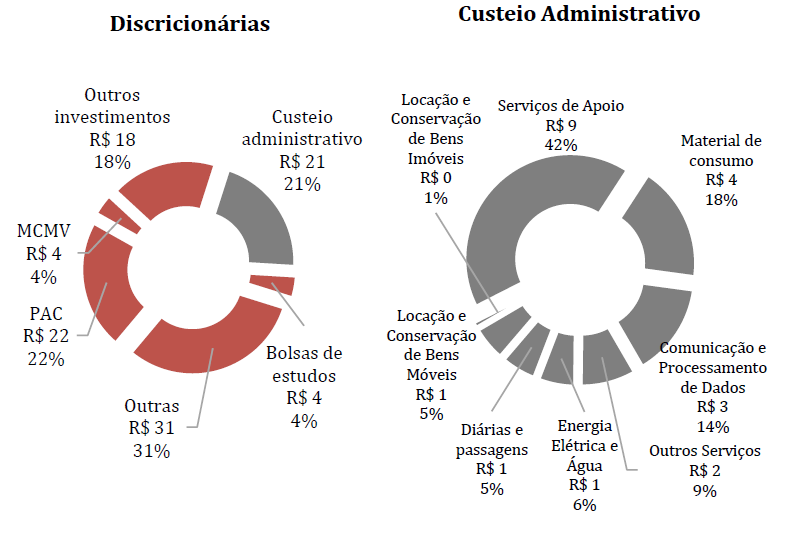 Discricionárias
Outros
investimentos
R$ 18
18%
Custeio
administrativo
R$ 21
21%
MCMV
R$ 4
4%
PAC
R$ 22
22%
Outras
R$ 31
31%
Bolsas de
estudos
R$ 4
4%
Custeio Administrativo
Locação e
Conservação
de Bens
Imóveis
R$ 0
1%
Serviços de Apoio
R$ 9
42%
Material de
consumo
R$ 4
18%
Locação e
Conservação
de Bens
Móveis
R$ 1
5%
Diárias e
passagens
R$ 1
5%
Energia
Elétrica e
Água
R$ 1
6%
Comunicação e
Processamento
de Dados
R$ 3
14%
Outros Serviços
R$ 2
9%